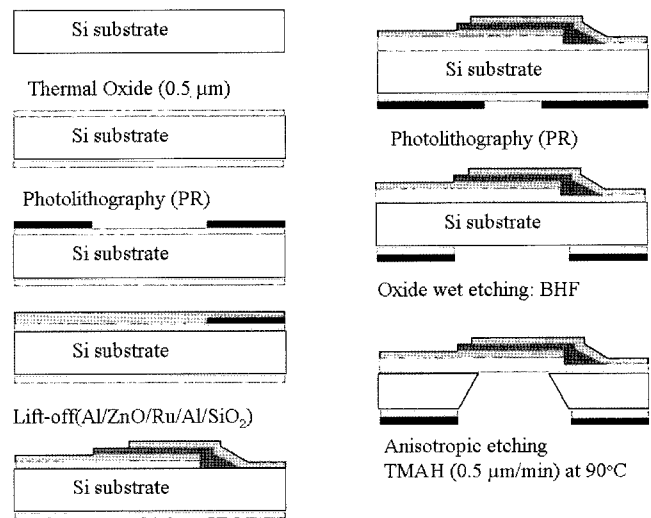 Si substrate
Thermal Oxide (0.5 μm)
Si substrate
Photolithography (PR)
Si substrate
Si substrate
Lift-off(Al/ZnO/Ru/Al/SiO₂)
Si substrate
Si substrate
Photolithography (PR)
Si substrate
Oxide wet etching: BHF
Anisotropic etching
TMAH (0.5 μm/min) at 90°C